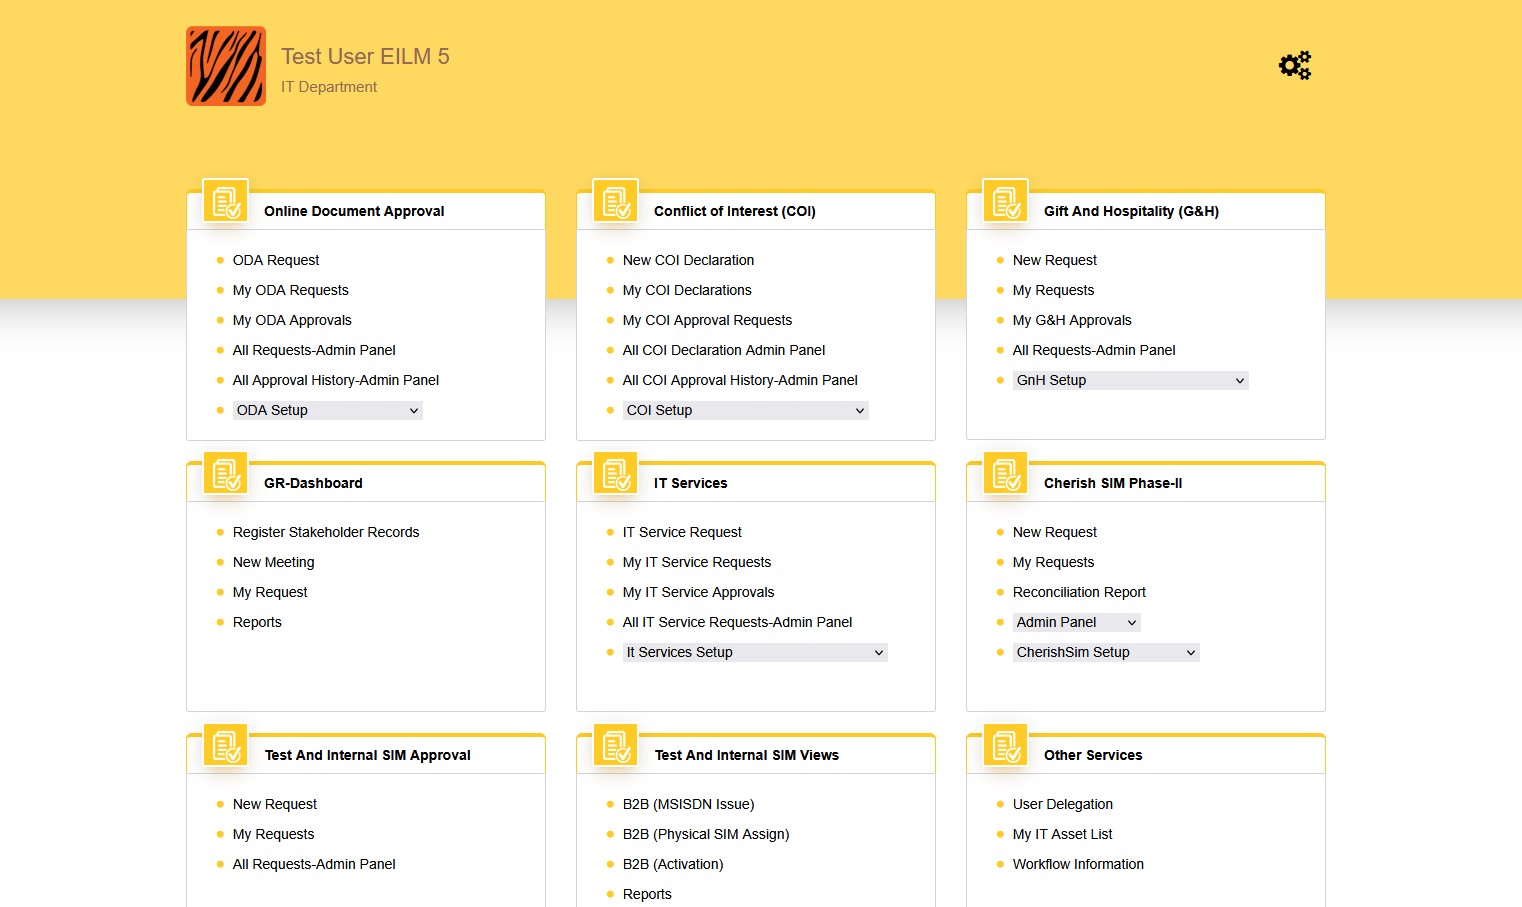 Test User EILM 5
IT Department
Online Document Approval
ODA Request
My ODA Requests
My ODA Approvals
All Requests-Admin Panel
All Approval History-Admin Panel
ODA Setup
Conflict of Interest (COI)
New COI Declaration
My COI Declarations
My COI Approval Requests
All COI Declaration Admin Panel
All COI Approval History-Admin Panel
COI Setup
Gift And Hospitality (G&H)
New Request
My Requests
My G&H Approvals
All Requests-Admin Panel
GnH Setup
GR-Dashboard
Register Stakeholder Records
New Meeting
My Request
Reports
IT Services
IT Service Request
My IT Service Requests
My IT Service Approvals
All IT Service Requests-Admin Panel
It Services Setup
Cherish SIM Phase-II
New Request
My Requests
Reconciliation Report
Admin Panel
CherishSim Setup
Test And Internal SIM Approval
New Request
My Requests
All Requests-Admin Panel
Test And Internal SIM Views
B2B (MSISDN Issue)
B2B (Physical SIM Assign)
B2B (Activation)
Reports
Other Services
User Delegation
My IT Asset List
Workflow Information